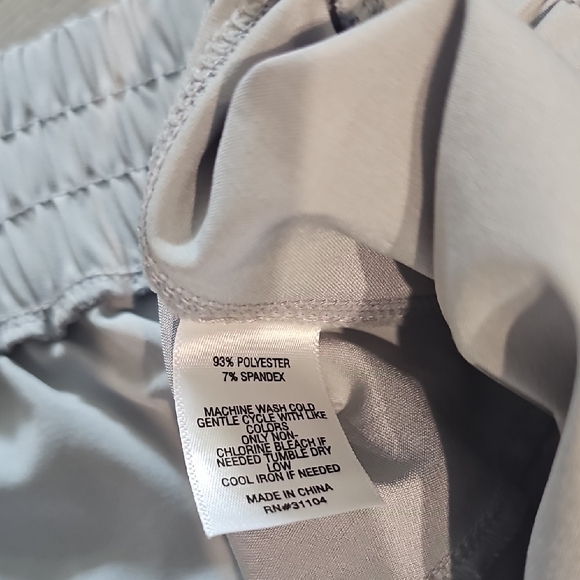 93% POLYESTER
7% SPANDEX
MACHINE WASH COLD
GENTLE CYCLE WITH LIKE
COLORS
ONLY NON-
CHLORINE BLEACH IF
NEEDED TUMBLE DRY
LOW
COOL IRON IF NEEDED
MADE IN CHINA
RN#31104